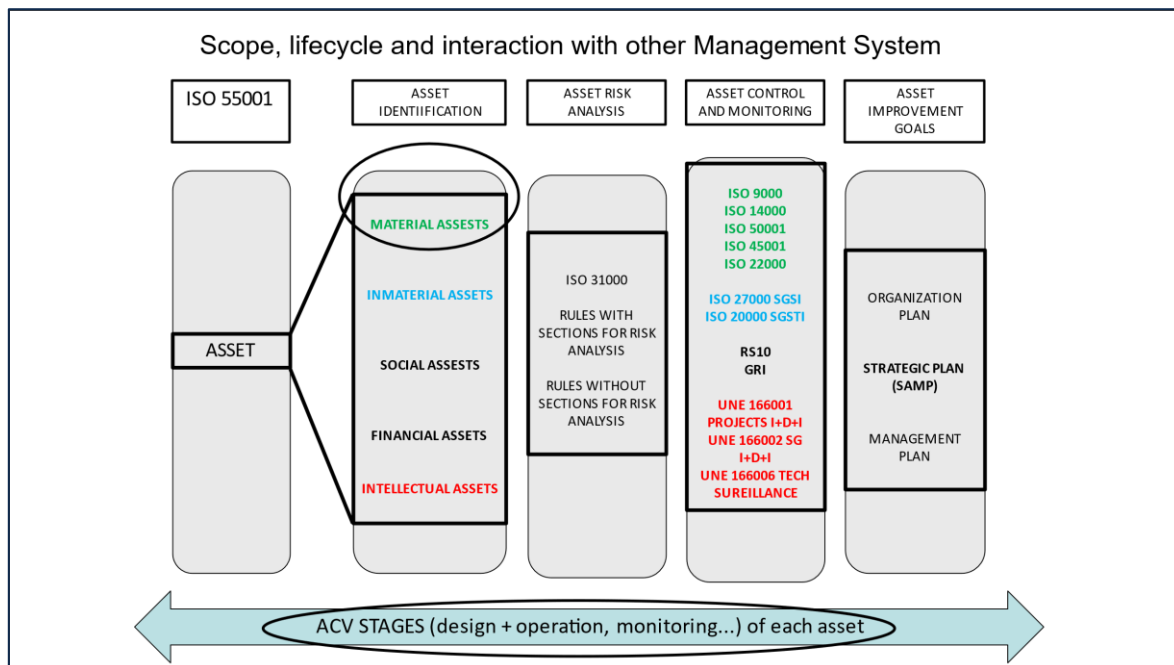 Scope, lifecycle and interaction with other Management System
ISO 55001
ASSET
IDENTIIFICATION
ASSET RISK
ANALYSIS
ASSET CONTROL
AND MONITORING
ASSET
IMPROVEMENT
GOALS
ASSET
MATERIAL ASSESTS
INMATERIAL ASSETS
SOCIAL ASSESTS
FINANCIAL ASSETS
INTELLECTUAL ASSETS
ISO 31000
RULES WITH
SECTIONS FOR RISK
ANALYSIS
RULES WITHOUT
SECTIONS FOR RISK
ANALYSIS
ISO 9000
ISO 14000
ISO 50001
ISO 45001
ISO 22000
ISO 27000 SGSI
ISO 20000 SGSTI
RS10
GRI
UNE 166001
PROJECTS I+D+I
UNE 166002 SG
I+D+I
UNE 166006 TECH
SUREILLANCE
ORGANIZATION
PLAN
STRATEGIC PLAN
(SAMP)
MANAGEMENT
PLAN
ACV STAGES (design + operation, monitoring...) of each asset